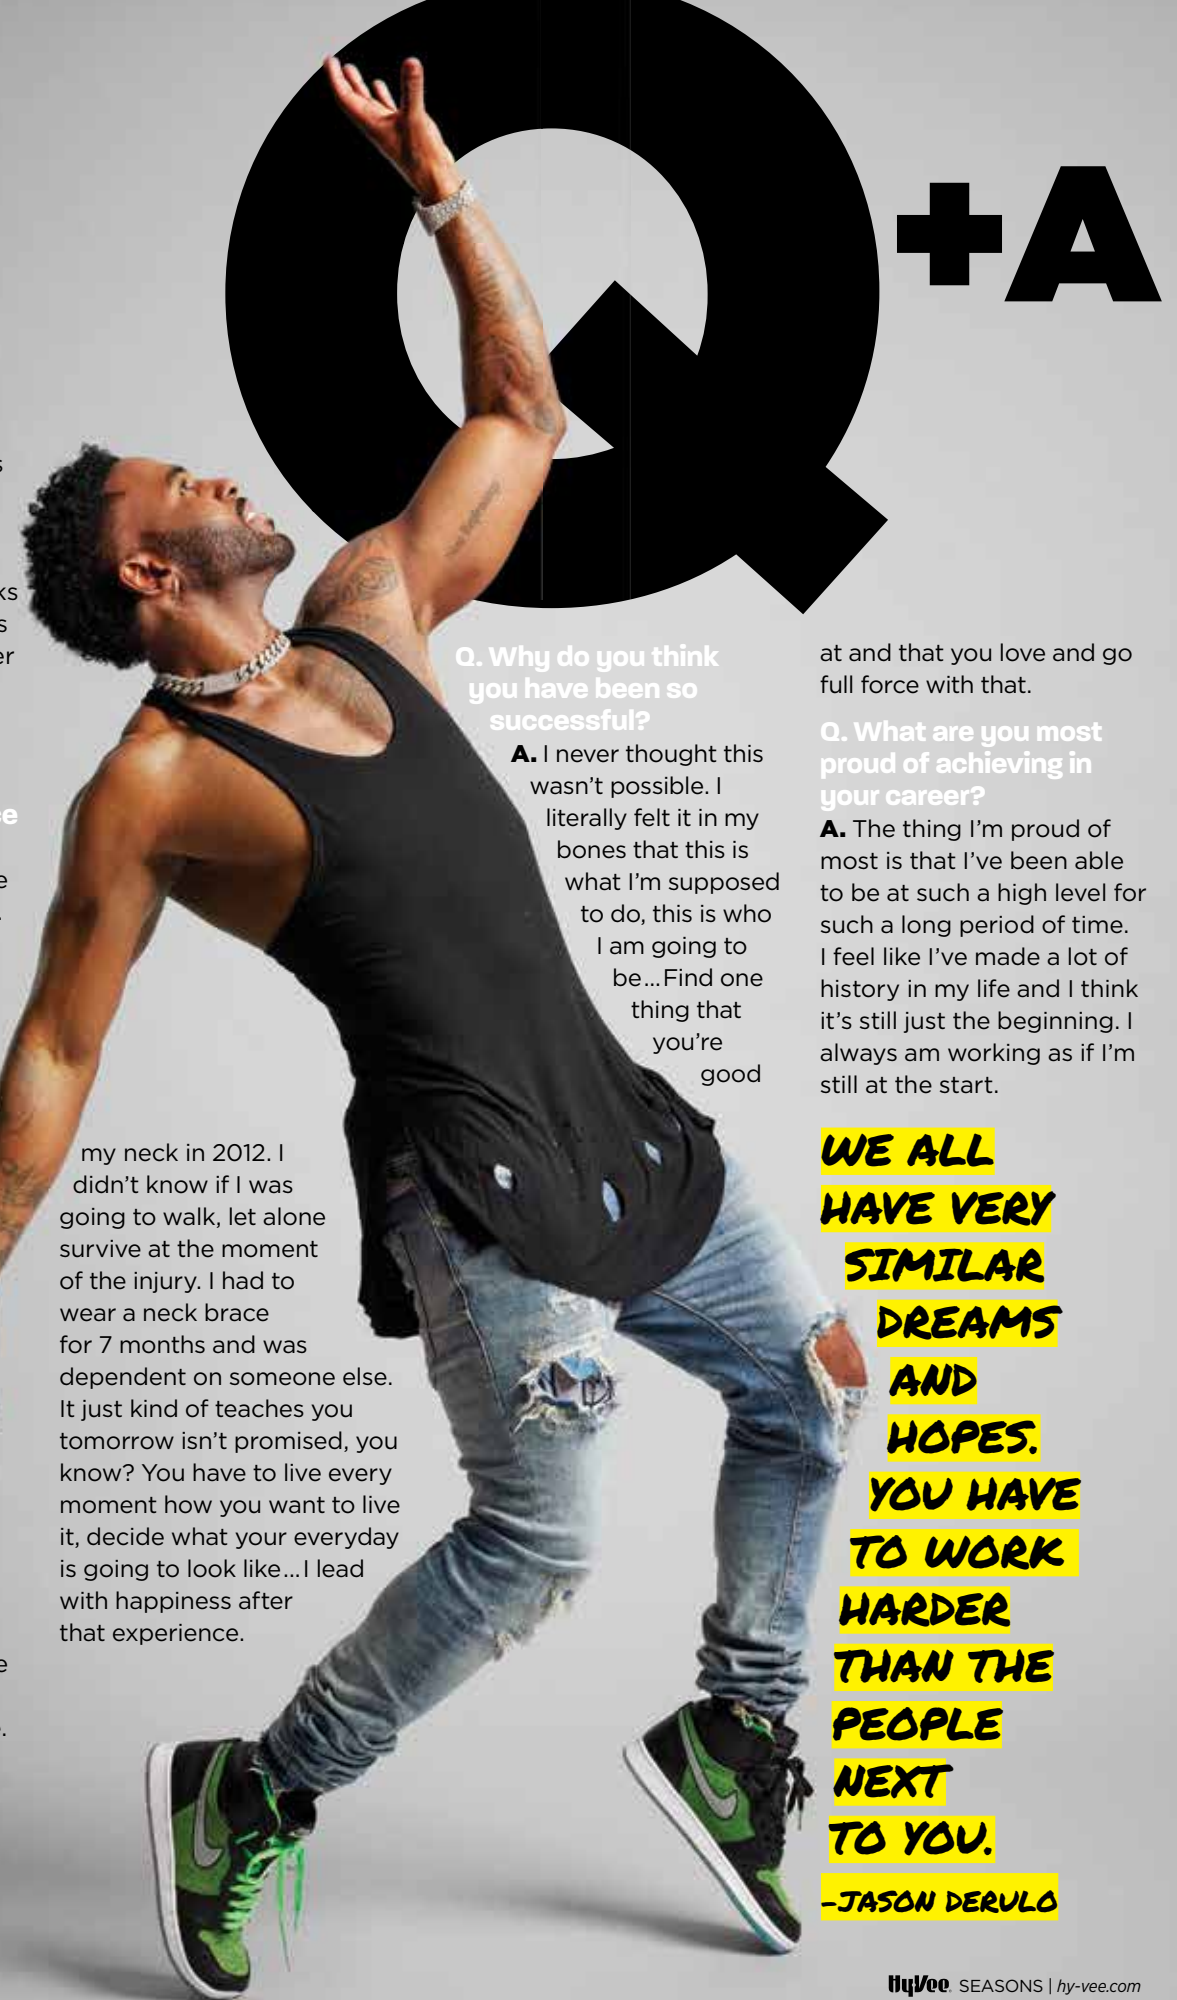 Q+A
my neck in 2012. I
didn’t know if I was
going to walk, let alone
survive at the moment
of the injury. I had to
wear a neck brace
for 7 months and was
dependent on someone else.
It just kind of teaches you
tomorrow isn’t promised, you
know? You have to live every
moment how you want to live
it, decide what your everyday
is going to look like...I lead
with happiness after
that experience.
Q. Why do you think
you have been so
successful?
A. I never thought this
wasn’t possible. I
literally felt it in my
bones that this is
what I’m supposed
to do, this is who
I am going to
be...Find one
thing that
you’re
good
at and that you love and go
full force with that.
Q. What are you most
proud of achieving in
your career?
A. The thing I’m proud of
most is that I’ve been able
to be at such a high level for
such a long period of time.
I feel like I’ve made a lot of
history in my life and I think
it’s still just the beginning. I
always am working as if I’m
still at the start.
WE ALL
HAVE VERY
SIMILAR
DREAMS
AND
HOPES.
YOU HAVE
TO WORK
HARDER
THAN THE
PEOPLE
NEXT
TO YOU.
–JASON DERULO
HyVee SEASONS | hy-vee.com